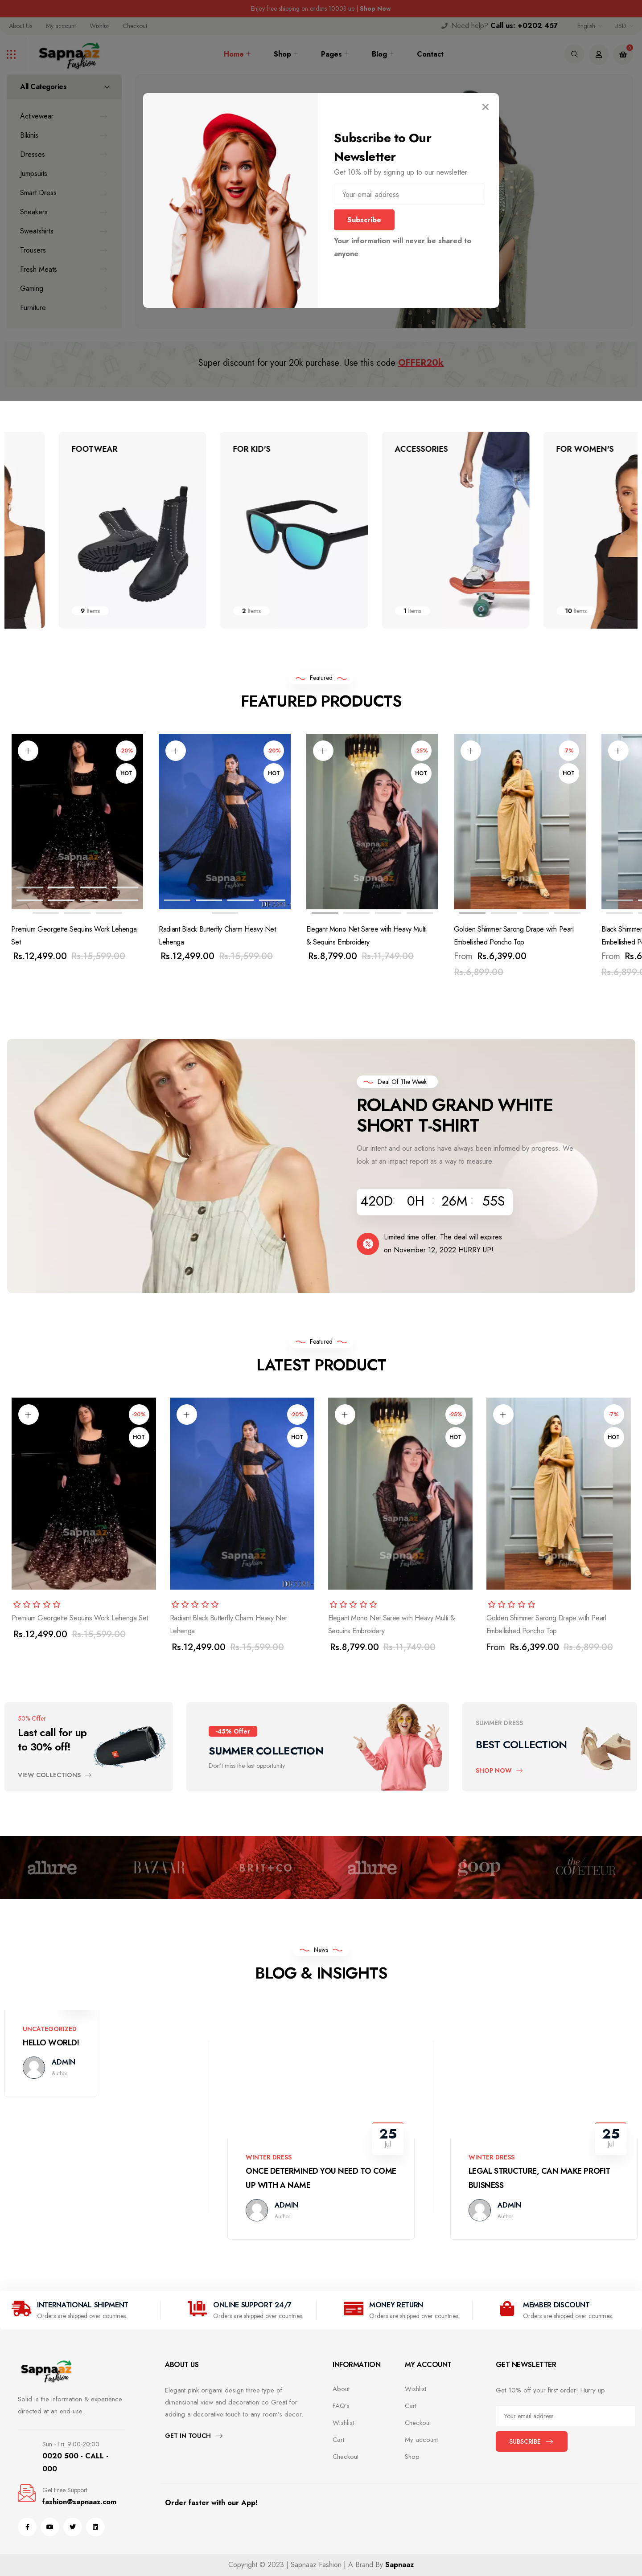 Enjoy free shipping on orders 1000$ up | Shop Now
About Us My account Wishlist Checkout
Need help? Call us: +0202 457 English USD
Sapnaaz Fashion
Home + Shop + Pages + Blog + Contact
0
All Categories
Activewear
Bikinis
Dresses
Jumpsuits
Smart Dress
Sneakers
Sweatshirts
Trousers
Fresh Meats
Gaming
Furniture
Subscribe to Our
Newsletter
Get 10% off by signing up to our newsletter.
Your email address
Subscribe
Your information will never be shared to
anyone
Super discount for your 20k purchase. Use this code OFFER20k
FOOTWEAR
9 Items
FOR KID'S
2 Items
ACCESSORIES
1 Items
FOR WOMEN'S
10 Items
Featured
FEATURED PRODUCTS
-20%
HOT
Sapnaaz Fashion
Premium Georgette Sequins Work Lehenga
Set
Rs.12,499.00 Rs.15,599.00
-20%
HOT
Sapnaaz Fashion
Radiant Black Butterfly Charm Heavy Net
Lehenga
Rs.12,499.00 Rs.15,599.00
-25%
HOT
Sapnaaz Fashion
Elegant Mono Net Saree with Heavy Multi
& Sequins Embroidery
Rs.8,799.00 Rs.11,749.00
-7%
HOT
Sapnaaz Fashion
Golden Shimmer Sarong Drape with Pearl
Embellished Poncho Top
From Rs.6,399.00
Rs.6,899.00
Black Shimmer
Embellished Po
From Rs.6
Rs.6,899.0
Deal Of The Week
ROLAND GRAND WHITE
SHORT T-SHIRT
Our intent and our actions have always been informed by progress. We
look at an impact report as a way to measure.
420D : 0H : 26M : 55S
Limited time offer. The deal will expires
on November 12, 2022 HURRY UP!
Featured
LATEST PRODUCT
-20%
HOT
Sapnaaz Fashion
Premium Georgette Sequins Work Lehenga Set
Rs.12,499.00 Rs.15,599.00
-20%
HOT
Sapnaaz Fashion
Radiant Black Butterfly Charm Heavy Net
Lehenga
Rs.12,499.00 Rs.15,599.00
-25%
HOT
Sapnaaz Fashion
Elegant Mono Net Saree with Heavy Multi &
Sequins Embroidery
Rs.8,799.00 Rs.11,749.00
-7%
HOT
Sapnaaz Fashion
Golden Shimmer Sarong Drape with Pearl
Embellished Poncho Top
From Rs.6,399.00 Rs.6,899.00
50% Offer
Last call for up
to 30% off!
VIEW COLLECTIONS
-45% Offer
SUMMER COLLECTION
Don't miss the last opportunity
SUMMER DRESS
BEST COLLECTION
SHOP NOW
allure BAZAAR BRIT+CO allure goop the COVETEUR
News
BLOG & INSIGHTS
UNCATEGORIZED
HELLO WORLD!
ADMIN
Author
25
Jul
WINTER DRESS
ONCE DETERMINED YOU NEED TO COME
UP WITH A NAME
ADMIN
Author
25
Jul
WINTER DRESS
LEGAL STRUCTURE, CAN MAKE PROFIT
BUISNESS
ADMIN
Author
INTERNATIONAL SHIPMENT
Orders are shipped over countries
ONLINE SUPPORT 24/7
Orders are shipped over countries
MONEY RETURN
Orders are shipped over countries
MEMBER DISCOUNT
Orders are shipped over countries
Sapnaaz Fashion
Solid is the information & experience
directed at an end-use.
Sun - Fri: 9:00-20:00
0020 500 - CALL -
000
Get Free Support
fashion@sapnaaz.com
ABOUT US
Elegant pink origami design three type of
dimensional view and decoration co Great for
adding a decorative touch to any room's decor.
GET IN TOUCH
Order faster with our App!
INFORMATION
About
FAQ's
Wishlist
Cart
Checkout
MY ACCOUNT
Wishlist
Cart
Checkout
My account
Shop
GET NEWSLETTER
Get 10% off your first order! Hurry up
Your email address
SUBSCRIBE
Copyright © 2023 | Sapnaaz Fashion | A Brand By Sapnaaz